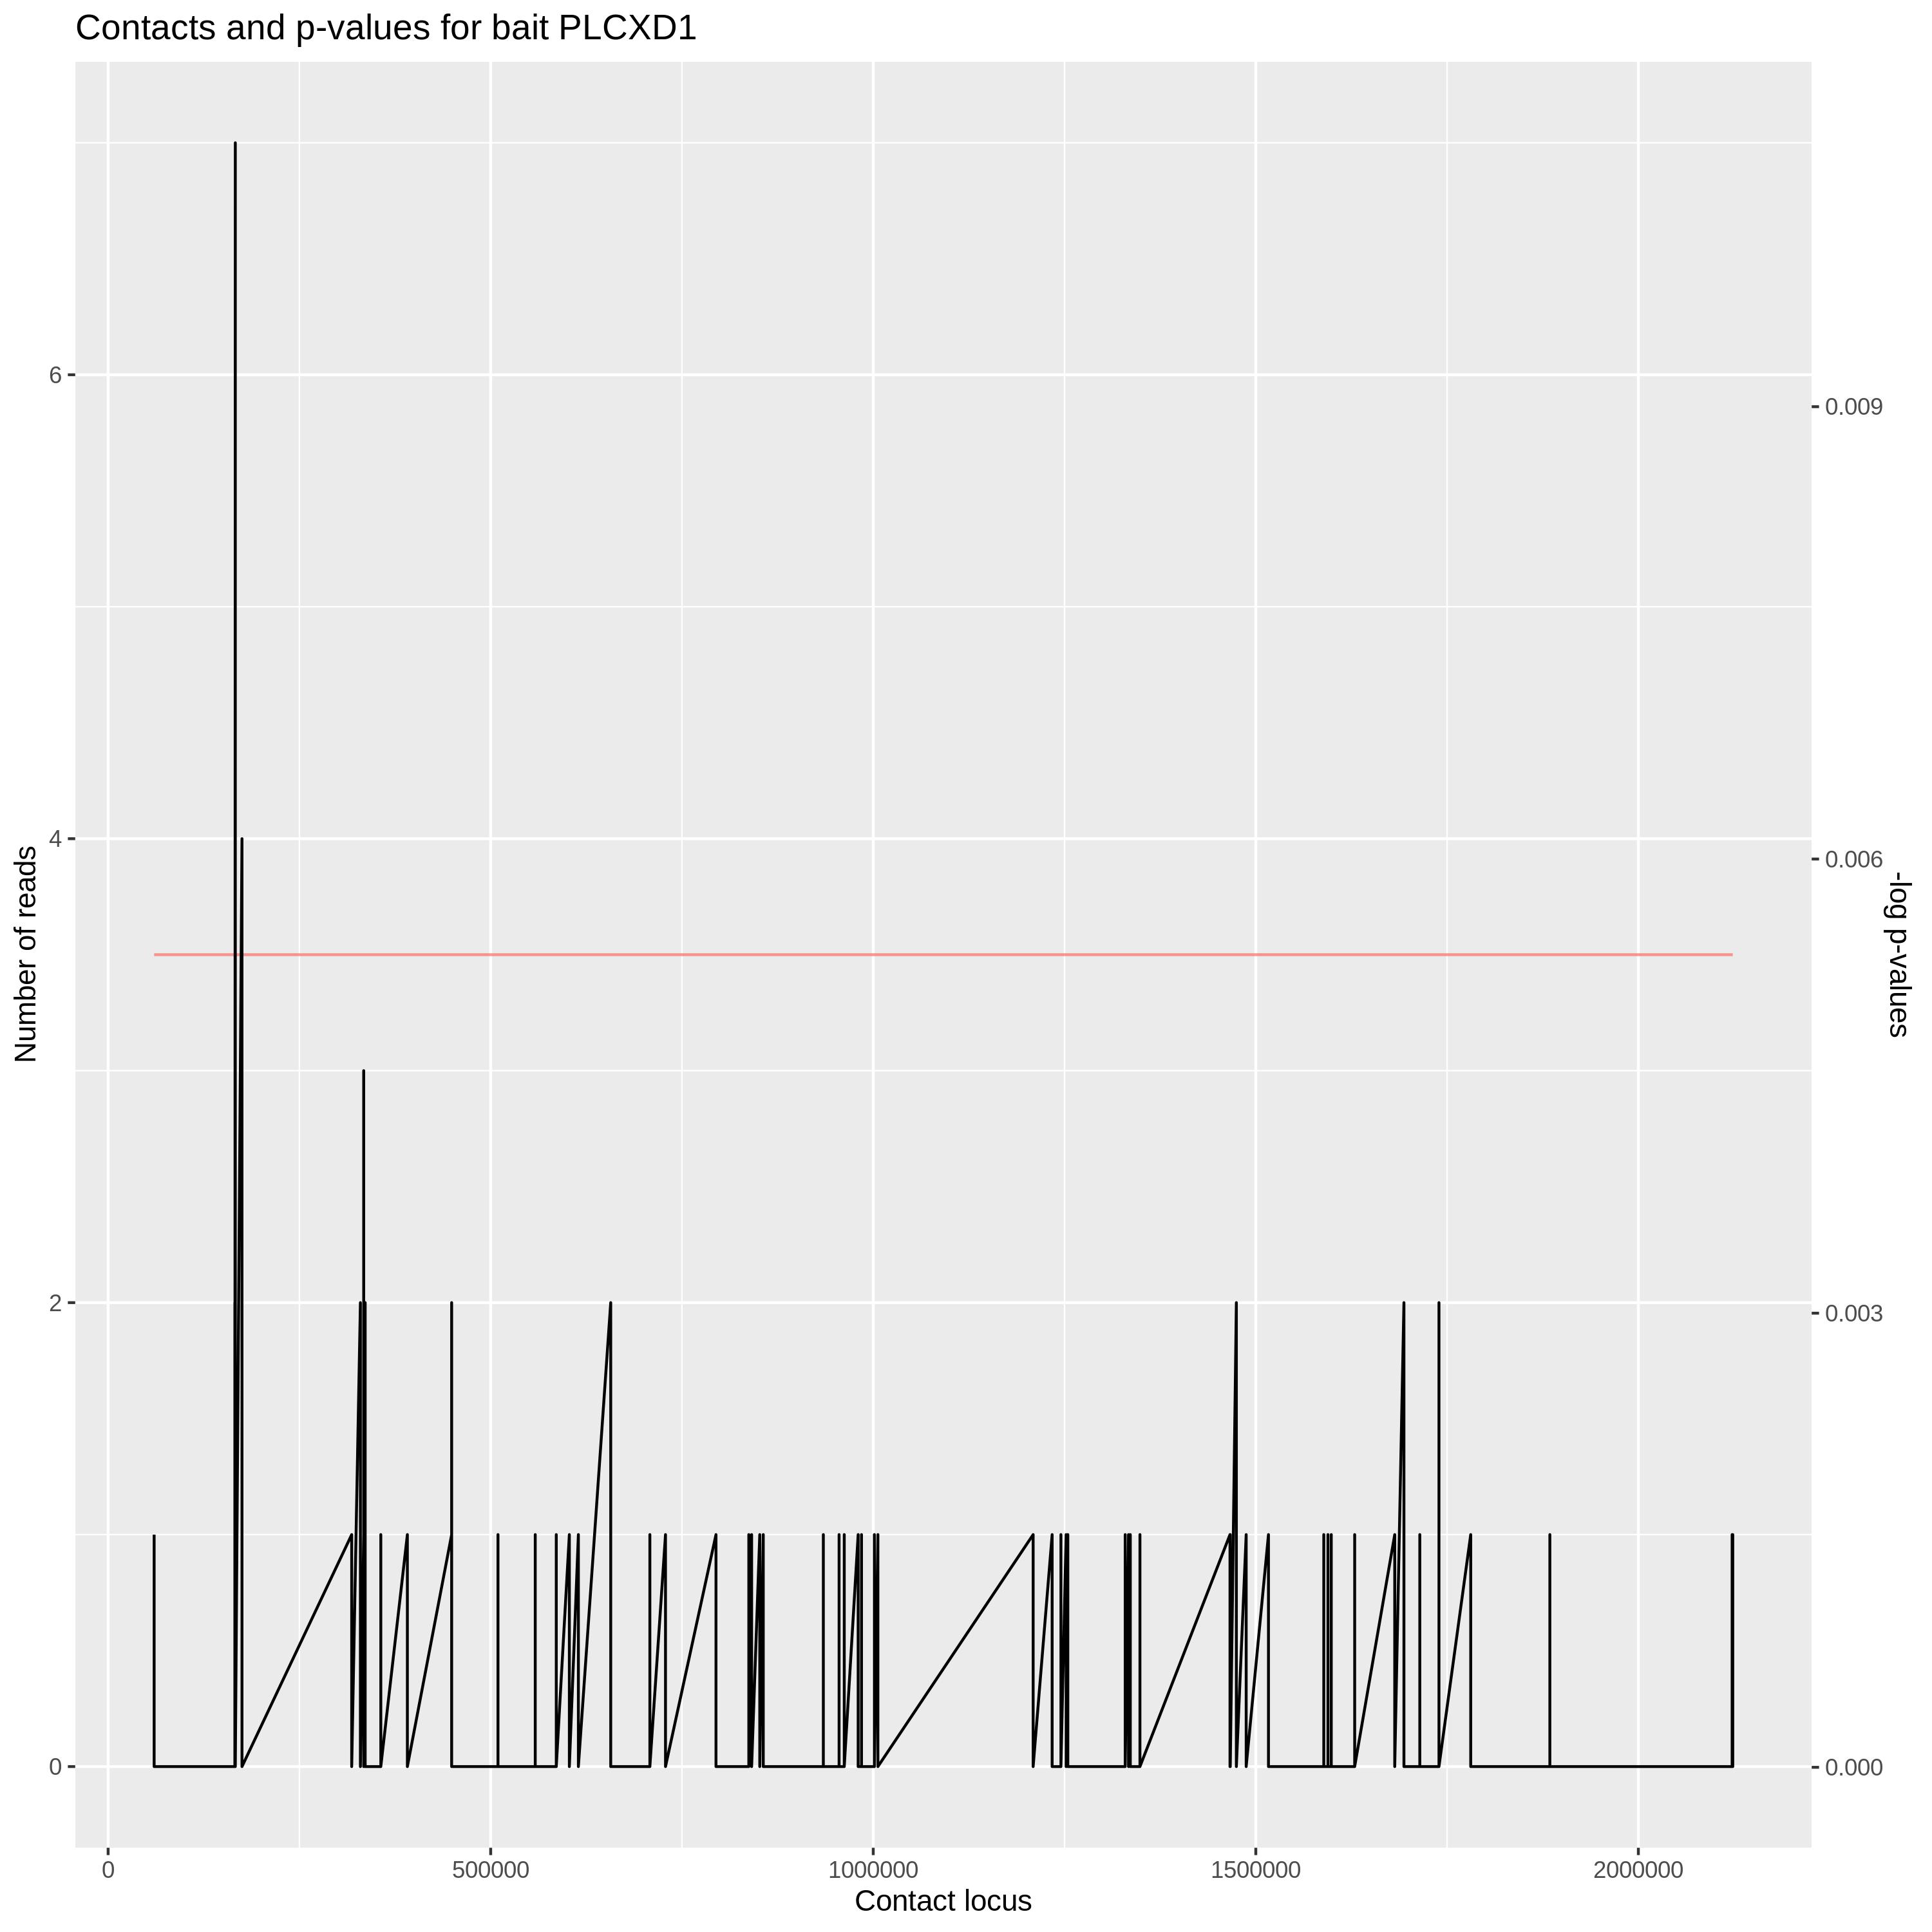 Contacts and p-values for bait PLCXD1
6
4
2
0
Number of reads
0.009
0.006
0.003
0.000
-log p-values
0 500000 1000000 1500000 2000000
Contact locus